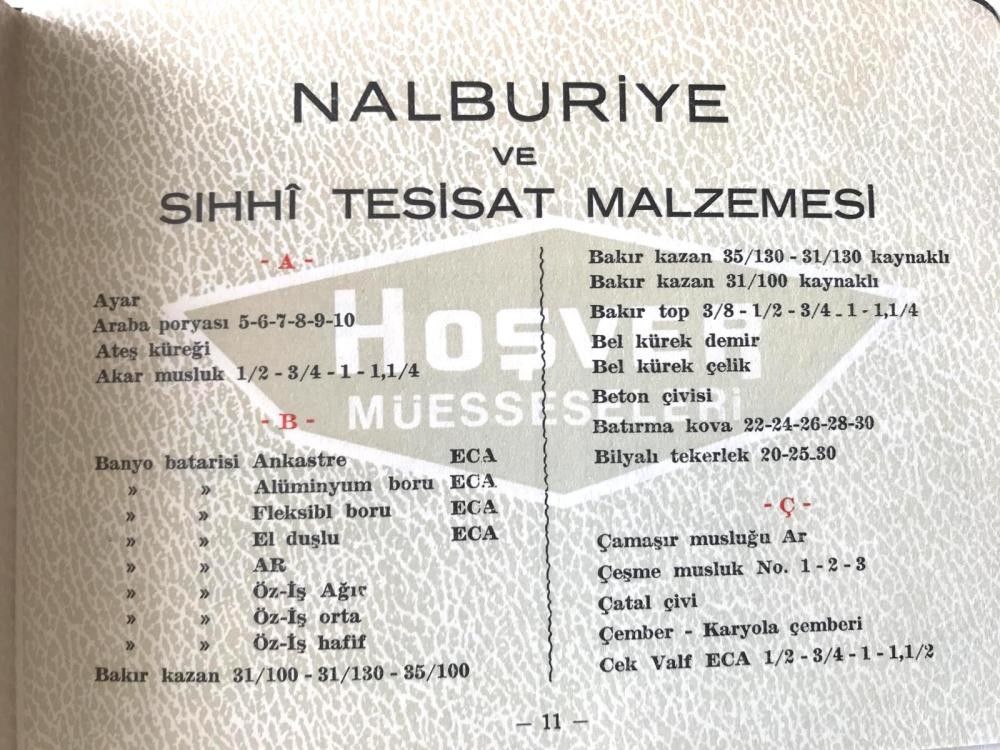 NALBURİYE
VE
SIHHÎ TESİSAT MALZEMESİ
- A -
Ayar
Araba poryası 5-6-7-8-9-10
Ateş küreği
Akar musluk 1/2 - 3/4 - 1 - 1,1/4
- B -
Banyo batarisi Ankastre ECA
» » Alüminyum boru ECA
» » Fleksibl boru ECA
» » El duşlu ECA
» » AR
» » Öz-İş Ağır
» » Öz-İş orta
» » Öz-İş hafif
Bakır kazan 31/100 - 31/130 - 35/100
Bakır kazan 35/130 - 31/130 kaynaklı
Bakır kazan 31/100 kaynaklı
Bakır top 3/8 - 1/2 - 3/4 - 1 - 1,1/4
Bel kürek demir
Bel kürek çelik
Beton çivisi
Batırma kova 22-24-26-28-30
Bilyalı tekerlek 20-25-30
- Ç -
Çamaşır musluğu Ar
Çeşme musluk No. 1 - 2 - 3
Çatal çivi
Çember - Karyola çemberi
Cek Valf ECA 1/2 - 3/4 - 1 - 1,1/2
HOŞVER
MÜESSESELERİ
— 11 —